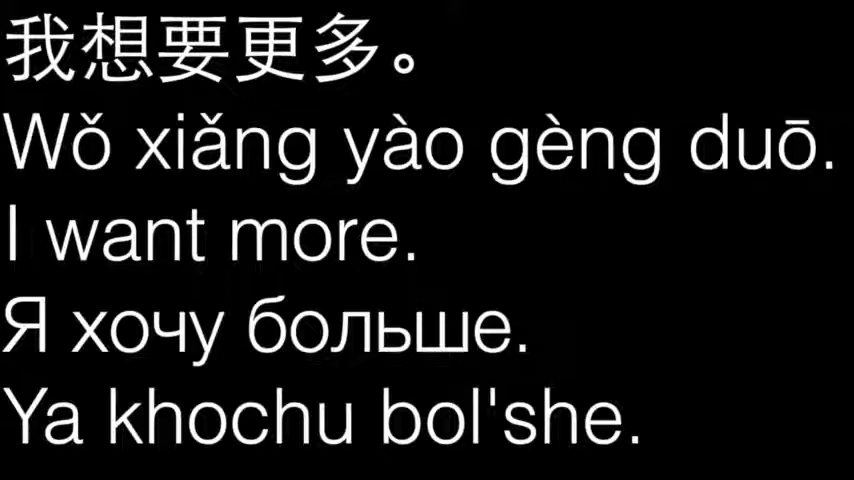 我想要更多。
Wǒ xiǎng yào gèng duō.
I want more.
Я хочу больше.
Ya khochu bol'she.